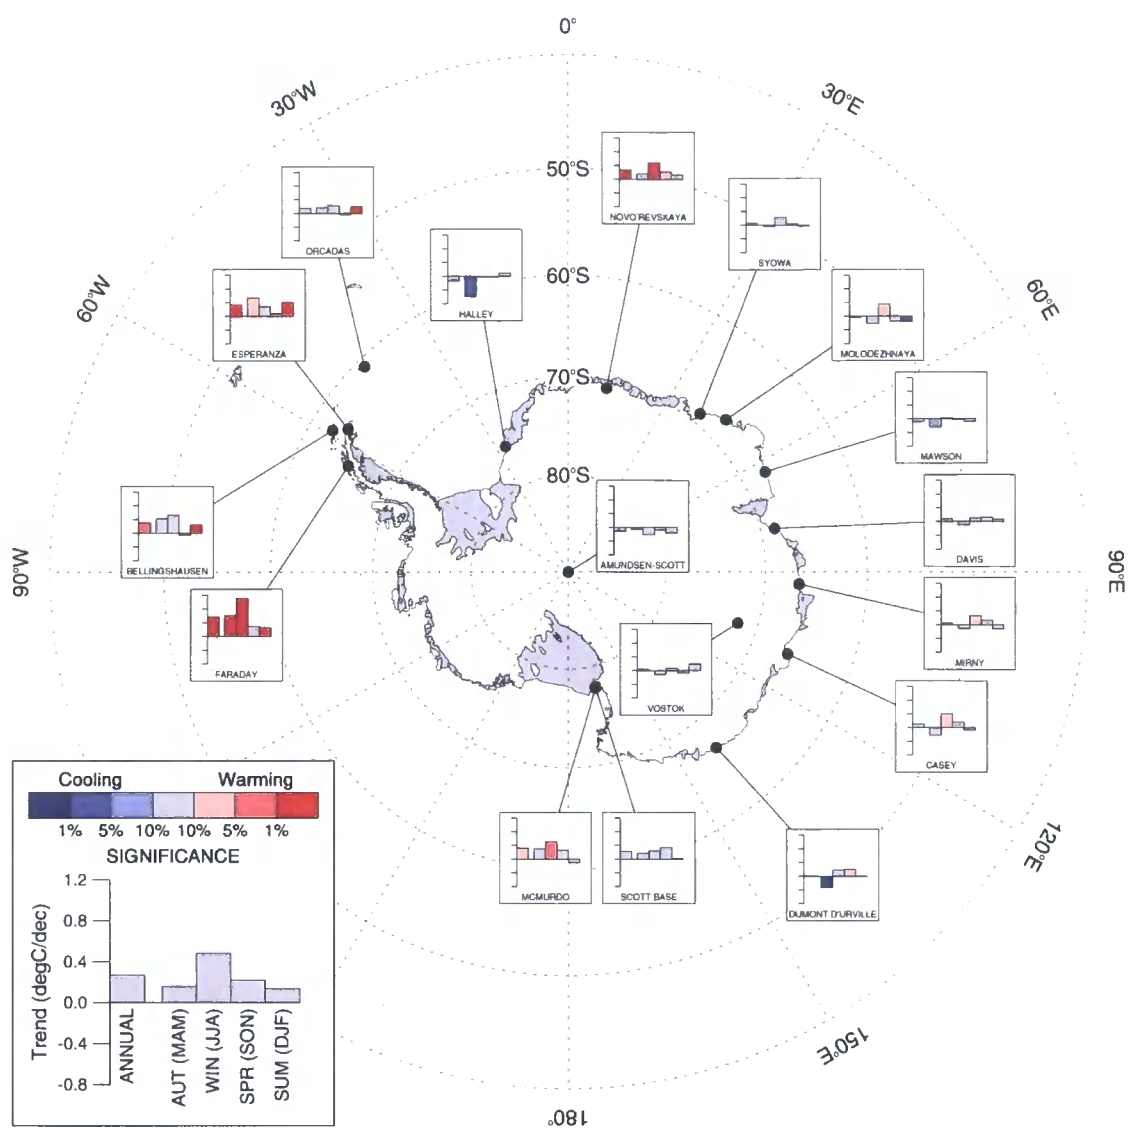 0°
30°W
30°E
50°S
NOVO'REVSKAYA
ORCADAS
SYOWA
60°W
60°S
60°E
HALLEY
ESPERANZA
MOLODEZHNAYA
70°S
MAWSON
80°S
90°W
BELLINGSHAUSEN
AMUNDSEN-SCOTT
DAVIS
90°E
FARADAY
MIRNY
VOSTOK
CASEY
Cooling Warming
1% 5% 10% 10% 5% 1%
SIGNIFICANCE
120°E
MCMURDO
SCOTT BASE
DUMONT D'URVILLE
Trend (degC/dec)
1.2
0.8
0.4
0.0
-0.4
-0.8
ANNUAL
AUT (MAM)
WIN (JJA)
SPR (SON)
SUM (DJF)
150°E
180°